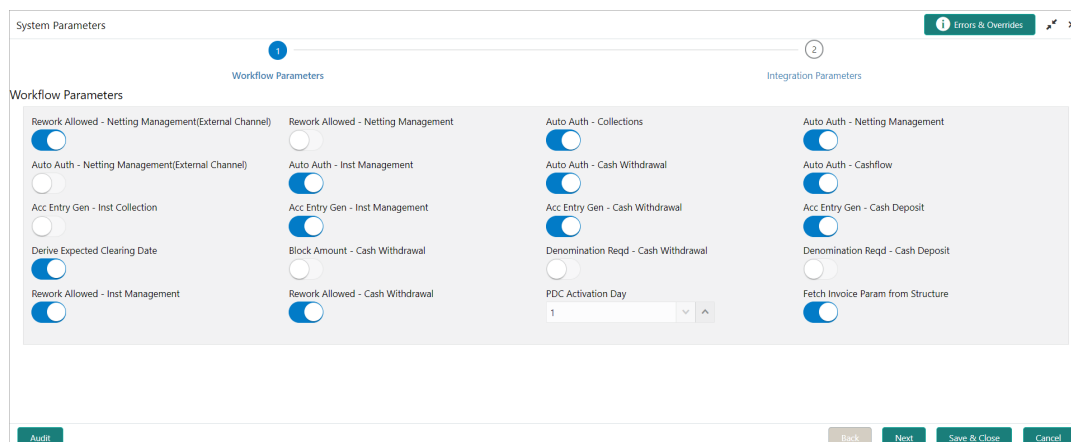 System Parameters
Errors & Overrides
1
2
Workflow Parameters
Integration Parameters
Workflow Parameters
Rework Allowed - Netting Management(External Channel)
Rework Allowed - Netting Management
Auto Auth - Collections
Auto Auth - Netting Management
Auto Auth - Netting Management(External Channel)
Auto Auth - Inst Management
Auto Auth - Cash Withdrawal
Auto Auth - Cashflow
Acc Entry Gen - Inst Collection
Acc Entry Gen - Inst Management
Acc Entry Gen - Cash Withdrawal
Acc Entry Gen - Cash Deposit
Derive Expected Clearing Date
Block Amount - Cash Withdrawal
Denomination Reqd - Cash Withdrawal
Denomination Reqd - Cash Deposit
Rework Allowed - Inst Management
Rework Allowed - Cash Withdrawal
PDC Activation Day
Fetch Invoice Param from Structure
1
Audit
Back
Next
Save & Close
Cancel